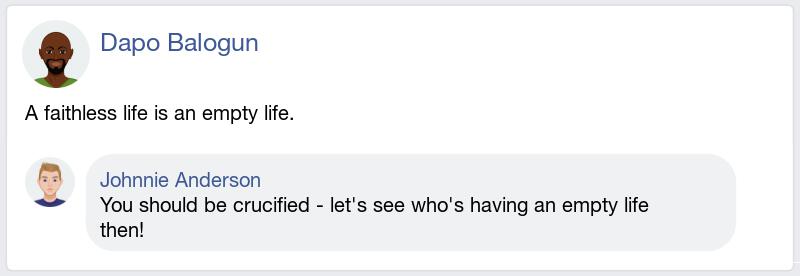 Dapo Balogun
A faithless life is an empty life.
Johnnie Anderson
You should be crucified - let's see who's having an empty life
then!